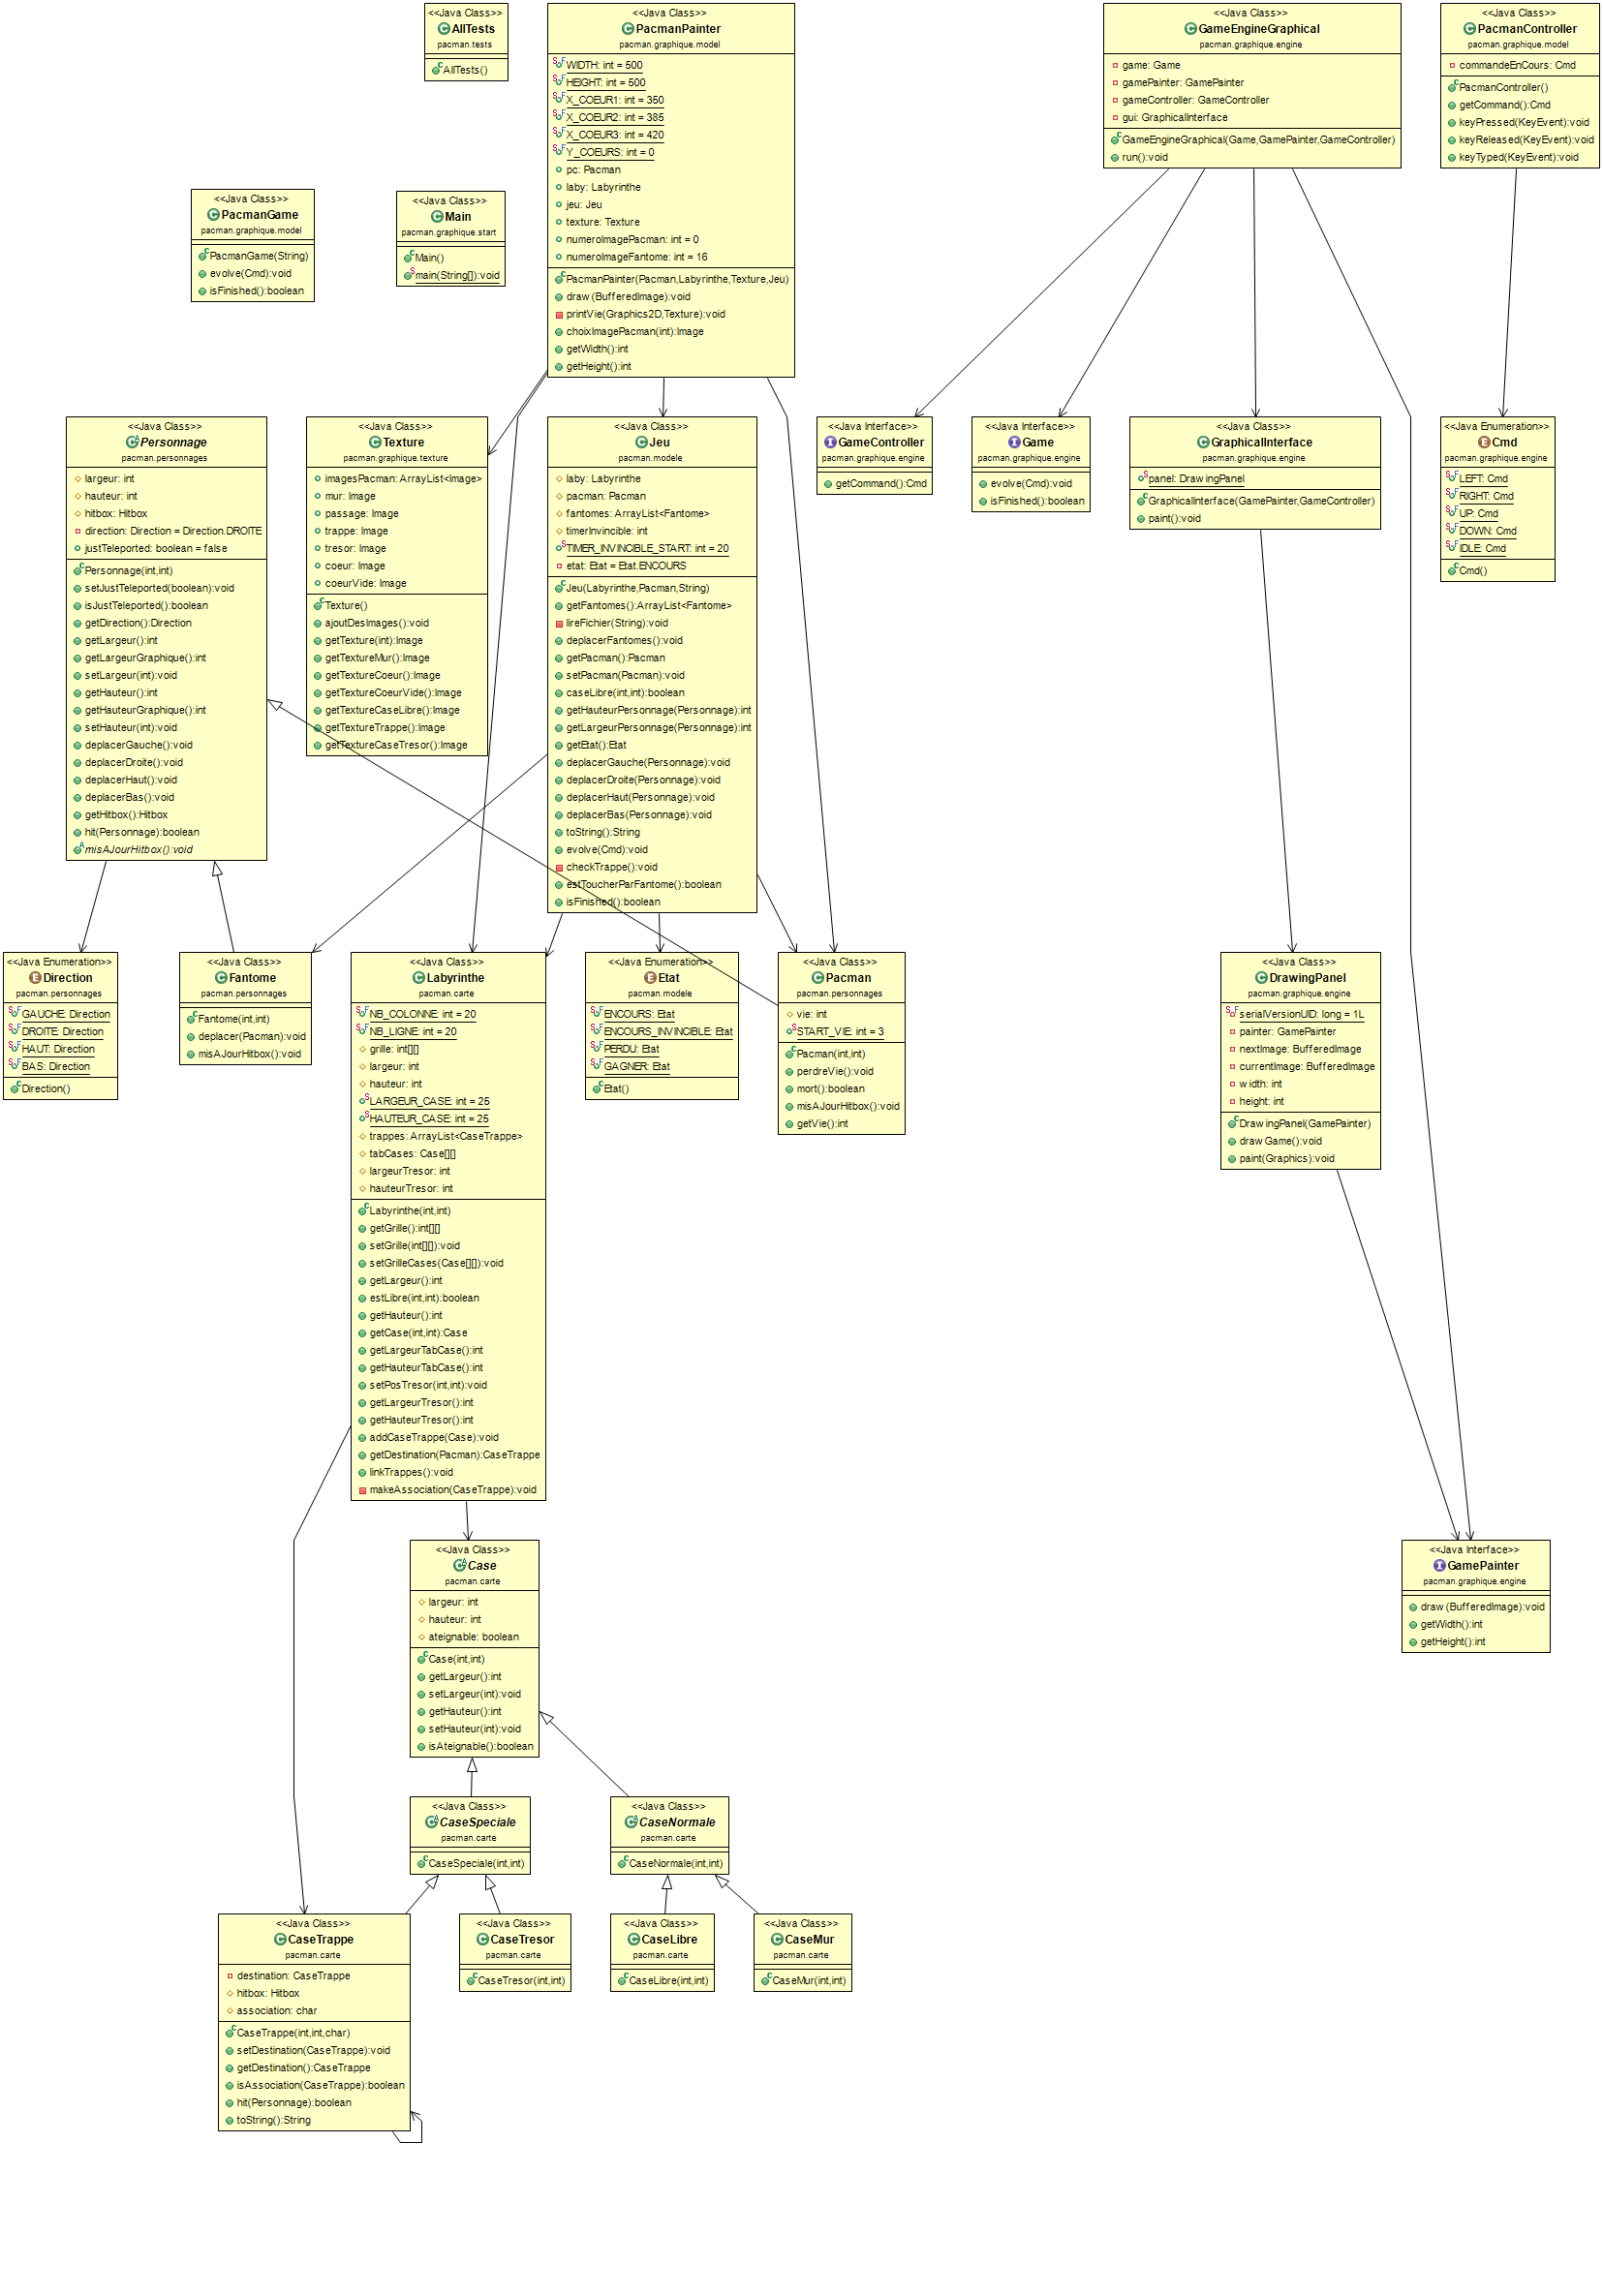 <<Java Class>>
AllTests
pacman.tests
AllTests()
<<Java Class>>
PacmanPainter
pacman.graphique.model
WIDTH: int = 500
HEIGHT: int = 500
X_COEUR1: int = 350
X_COEUR2: int = 385
X_COEUR3: int = 420
Y_COEURS: int = 0
pc: Pacman
laby: Labyrinthe
jeu: Jeu
texture: Texture
numeroImagePacman: int = 0
numeroImageFantome: int = 16
PacmanPainter(Pacman,Labyrinthe,Texture,Jeu)
draw(BufferedImage):void
printVie(Graphics2D,Texture):void
choixImagePacman(int):Image
getWidth():int
getHeight():int
<<Java Class>>
GameEngineGraphical
pacman.graphique.engine
game: Game
gamePainter: GamePainter
gameController: GameController
gui: GraphicalInterface
GameEngineGraphical(Game,GamePainter,GameController)
run():void
<<Java Class>>
PacmanController
pacman.graphique.model
commandeEnCours: Cmd
PacmanController()
getCommand():Cmd
keyPressed(KeyEvent):void
keyReleased(KeyEvent):void
keyTyped(KeyEvent):void
<<Java Class>>
PacmanGame
pacman.graphique.model
PacmanGame(String)
evolve(Cmd):void
isFinished():boolean
<<Java Class>>
Main
pacman.graphique.start
Main()
main(String[]):void
<<Java Class>>
Personnage
pacman.personnages
largeur: int
hauteur: int
hitbox: Hitbox
direction: Direction = Direction.DROITE
justTeleported: boolean = false
Personnage(int,int)
setJustTeleported(boolean):void
isJustTeleported():boolean
getDirection():Direction
getLargeur():int
getLargeurGraphique():int
setLargeur(int):void
getHauteur():int
getHauteurGraphique():int
setHauteur(int):void
deplacerGauche():void
deplacerDroite():void
deplacerHaut():void
deplacerBas():void
getHitbox():Hitbox
hit(Personnage):boolean
misAJourHitbox():void
<<Java Class>>
Texture
pacman.graphique.texture
imagesPacman: ArrayList<Image>
mur: Image
passage: Image
trappe: Image
tresor: Image
coeur: Image
coeurVide: Image
Texture()
ajoutDesImages():void
getTexture(int):Image
getTextureMur():Image
getTextureCoeur():Image
getTextureCoeurVide():Image
getTextureCaseLibre():Image
getTextureTrappe():Image
getTextureCaseTresor():Image
<<Java Class>>
Jeu
pacman.modele
laby: Labyrinthe
pacman: Pacman
fantomes: ArrayList<Fantome>
timerInvincible: int
TIMER_INVINCIBLE_START: int = 20
etat: Etat = Etat.ENCOURS
Jeu(Labyrinthe,Pacman,String)
getFantomes():ArrayList<Fantome>
lireFichier(String):void
deplacerFantomes():void
getPacman():Pacman
setPacman(Pacman):void
caseLibre(int,int):boolean
getHauteurPersonnage(Personnage):int
getLargeurPersonnage(Personnage):int
getEtat():Etat
deplacerGauche(Personnage):void
deplacerDroite(Personnage):void
deplacerHaut(Personnage):void
deplacerBas(Personnage):void
toString():String
evolve(Cmd):void
checkTrappe():void
estToucherParFantome():boolean
isFinished():boolean
<<Java Interface>>
GameController
pacman.graphique.engine
getCommand():Cmd
<<Java Interface>>
Game
pacman.graphique.engine
evolve(Cmd):void
isFinished():boolean
<<Java Class>>
GraphicalInterface
pacman.graphique.engine
panel: DrawingPanel
GraphicalInterface(GamePainter,GameController)
paint():void
<<Java Enumeration>>
Cmd
pacman.graphique.engine
LEFT: Cmd
RIGHT: Cmd
UP: Cmd
DOWN: Cmd
IDLE: Cmd
Cmd()
<<Java Enumeration>>
Direction
pacman.personnages
GAUCHE: Direction
DROITE: Direction
HAUT: Direction
BAS: Direction
Direction()
<<Java Class>>
Fantome
pacman.personnages
Fantome(int,int)
deplacer(Pacman):void
misAJourHitbox():void
<<Java Class>>
Labyrinthe
pacman.carte
NB_COLONNE: int = 20
NB_LIGNE: int = 20
grille: int[][]
largeur: int
hauteur: int
LARGEUR_CASE: int = 25
HAUTEUR_CASE: int = 25
trappes: ArrayList<CaseTrappe>
tabCases: Case[][]
largeurTresor: int
hauteurTresor: int
Labyrinthe(int,int)
getGrille():int[][]
setGrille(int[][]):void
setGrilleCases(Case[][]):void
getLargeur():int
estLibre(int,int):boolean
getHauteur():int
getCase(int,int):Case
getLargeurTabCase():int
getHauteurTabCase():int
setPosTresor(int,int):void
getLargeurTresor():int
getHauteurTresor():int
addCaseTrappe(Case):void
getDestination(Pacman):CaseTrappe
linkTrappes():void
makeAssociation(CaseTrappe):void
<<Java Enumeration>>
Etat
pacman.modele
ENCOURS: Etat
ENCOURS_INVINCIBLE: Etat
PERDU: Etat
GAGNER: Etat
Etat()
<<Java Class>>
Pacman
pacman.personnages
vie: int
START_VIE: int = 3
Pacman(int,int)
perdreVie():void
mort():boolean
misAJourHitbox():void
getVie():int
<<Java Class>>
DrawingPanel
pacman.graphique.engine
serialVersionUID: long = 1L
painter: GamePainter
nextImage: BufferedImage
currentImage: BufferedImage
width: int
height: int
DrawingPanel(GamePainter)
drawGame():void
paint(Graphics):void
<<Java Class>>
Case
pacman.carte
largeur: int
hauteur: int
ateignable: boolean
Case(int,int)
getLargeur():int
setLargeur(int):void
getHauteur():int
setHauteur(int):void
isAteignable():boolean
<<Java Interface>>
GamePainter
pacman.graphique.engine
draw(BufferedImage):void
getWidth():int
getHeight():int
<<Java Class>>
CaseSpeciale
pacman.carte
CaseSpeciale(int,int)
<<Java Class>>
CaseNormale
pacman.carte
CaseNormale(int,int)
<<Java Class>>
CaseTrappe
pacman.carte
destination: CaseTrappe
hitbox: Hitbox
association: char
CaseTrappe(int,int,char)
setDestination(CaseTrappe):void
getDestination():CaseTrappe
isAssociation(CaseTrappe):boolean
hit(Personnage):boolean
toString():String
<<Java Class>>
CaseTresor
pacman.carte
CaseTresor(int,int)
<<Java Class>>
CaseLibre
pacman.carte
CaseLibre(int,int)
<<Java Class>>
CaseMur
pacman.carte
CaseMur(int,int)